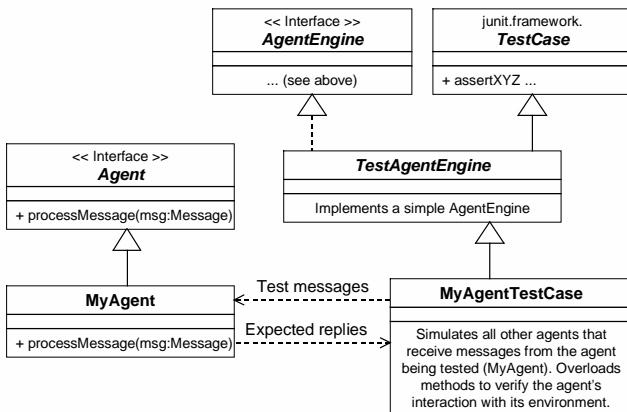 << Interface >>
AgentEngine
... (see above)
junit.framework.
TestCase
+ assertXYZ ...
<< Interface >>
Agent
+ processMessage(msg:Message)
TestAgentEngine
Implements a simple AgentEngine
MyAgent
+ processMessage(msg:Message)
Test messages
Expected replies
MyAgentTestCase
Simulates all other agents that
receive messages from the agent
being tested (MyAgent). Overloads
methods to verify the agent's
interaction with its environment.